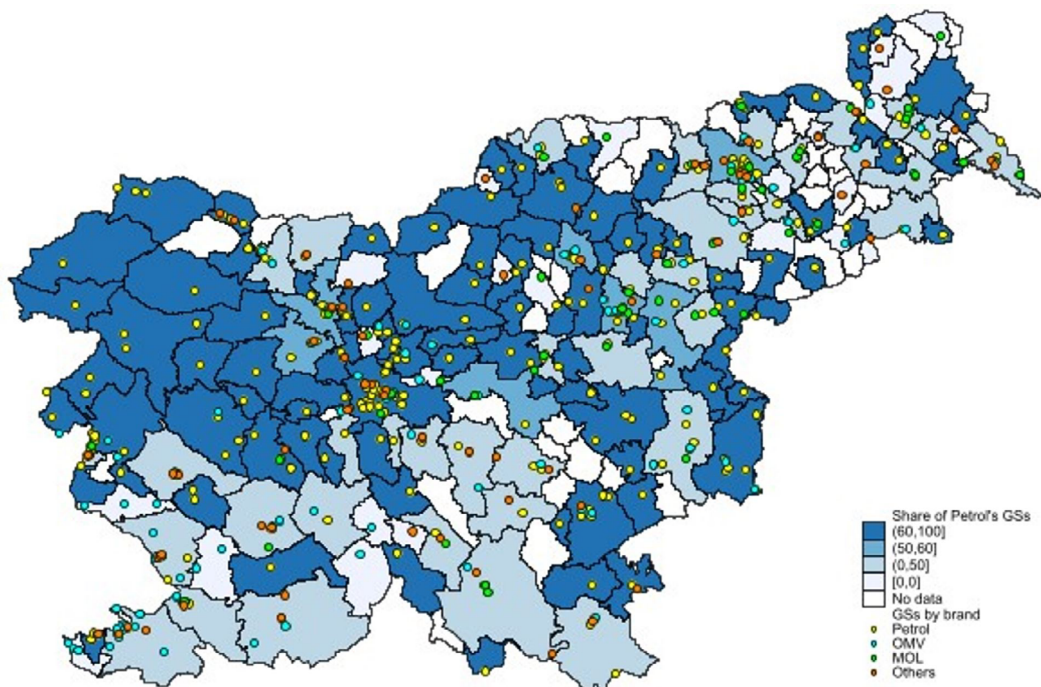 Share of Petrol's GSs
(60,100]
(50,60]
(0,50]
[0,0]
No data
GSs by brand
Petrol
OMV
MOL
Others